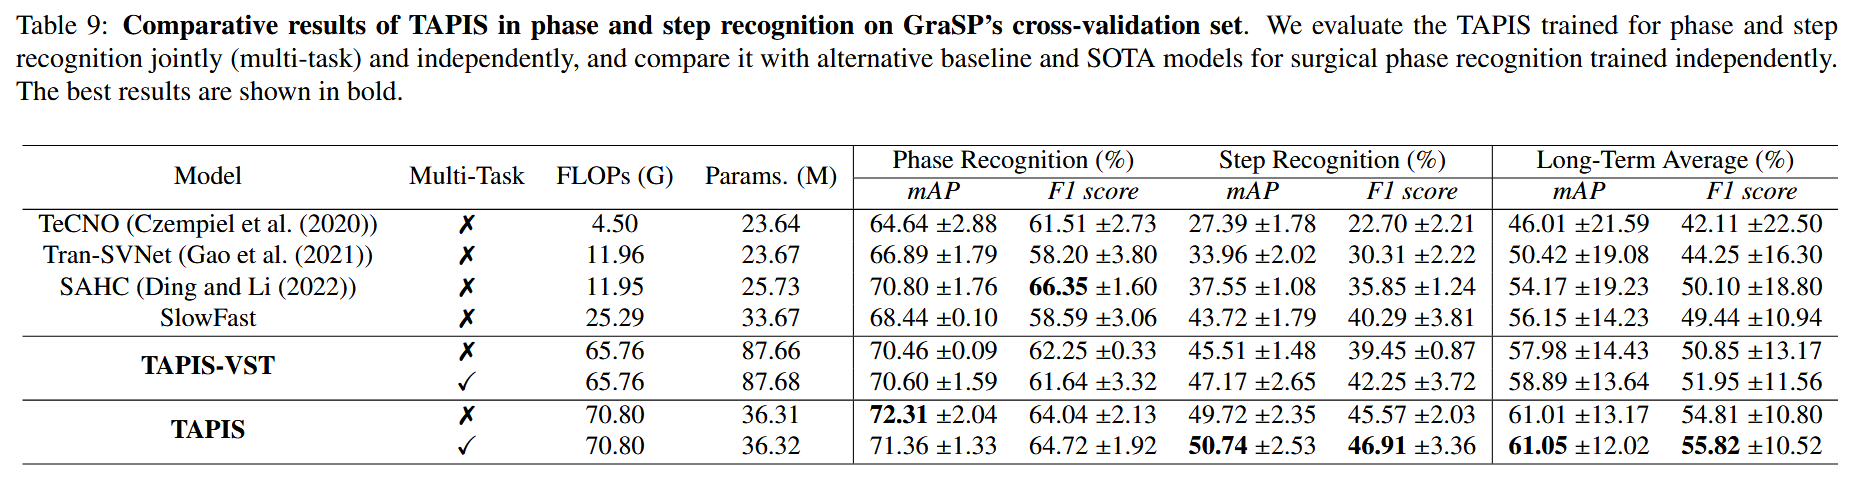 Table 9: Comparative results of TAPIS in phase and step recognition on GraSP's cross-validation set. We evaluate the TAPIS trained for phase and step
recognition jointly (multi-task) and independently, and compare it with alternative baseline and SOTA models for surgical phase recognition trained independently.
The best results are shown in bold.
Model Multi-Task FLOPs (G) Params. (M) Phase Recognition (%) Step Recognition (%) Long-Term Average (%)
mAP F1 score mAP F1 score mAP F1 score
TeCNO (Czempiel et al. (2020)) ✗ 4.50 23.64 64.64 ±2.88 61.51 ±2.73 27.39 ±1.78 22.70 ±2.21 46.01 ±21.59 42.11 ±22.50
Tran-SVNet (Gao et al. (2021)) ✗ 11.96 23.67 66.89 ±1.79 58.20 ±3.80 33.96 ±2.02 30.31 ±2.22 50.42 ±19.08 44.25 ±16.30
SAHC (Ding and Li (2022)) ✗ 11.95 25.73 70.80 ±1.76 66.35 ±1.60 37.55 ±1.08 35.85 ±1.24 54.17 ±19.23 50.10 ±18.80
SlowFast ✗ 25.29 33.67 68.44 ±0.10 58.59 ±3.06 43.72 ±1.79 40.29 ±3.81 56.15 ±14.23 49.44 ±10.94
TAPIS-VST ✗ 65.76 87.66 70.46 ±0.09 62.25 ±0.33 45.51 ±1.48 39.45 ±0.87 57.98 ±14.43 50.85 ±13.17
✓ 65.76 87.68 70.60 ±1.59 61.64 ±3.32 47.17 ±2.65 42.25 ±3.72 58.89 ±13.64 51.95 ±11.56
TAPIS ✗ 70.80 36.31 72.31 ±2.04 64.04 ±2.13 49.72 ±2.35 45.57 ±2.03 61.01 ±13.17 54.81 ±10.80
✓ 70.80 36.32 71.36 ±1.33 64.72 ±1.92 50.74 ±2.53 46.91 ±3.36 61.05 ±12.02 55.82 ±10.52